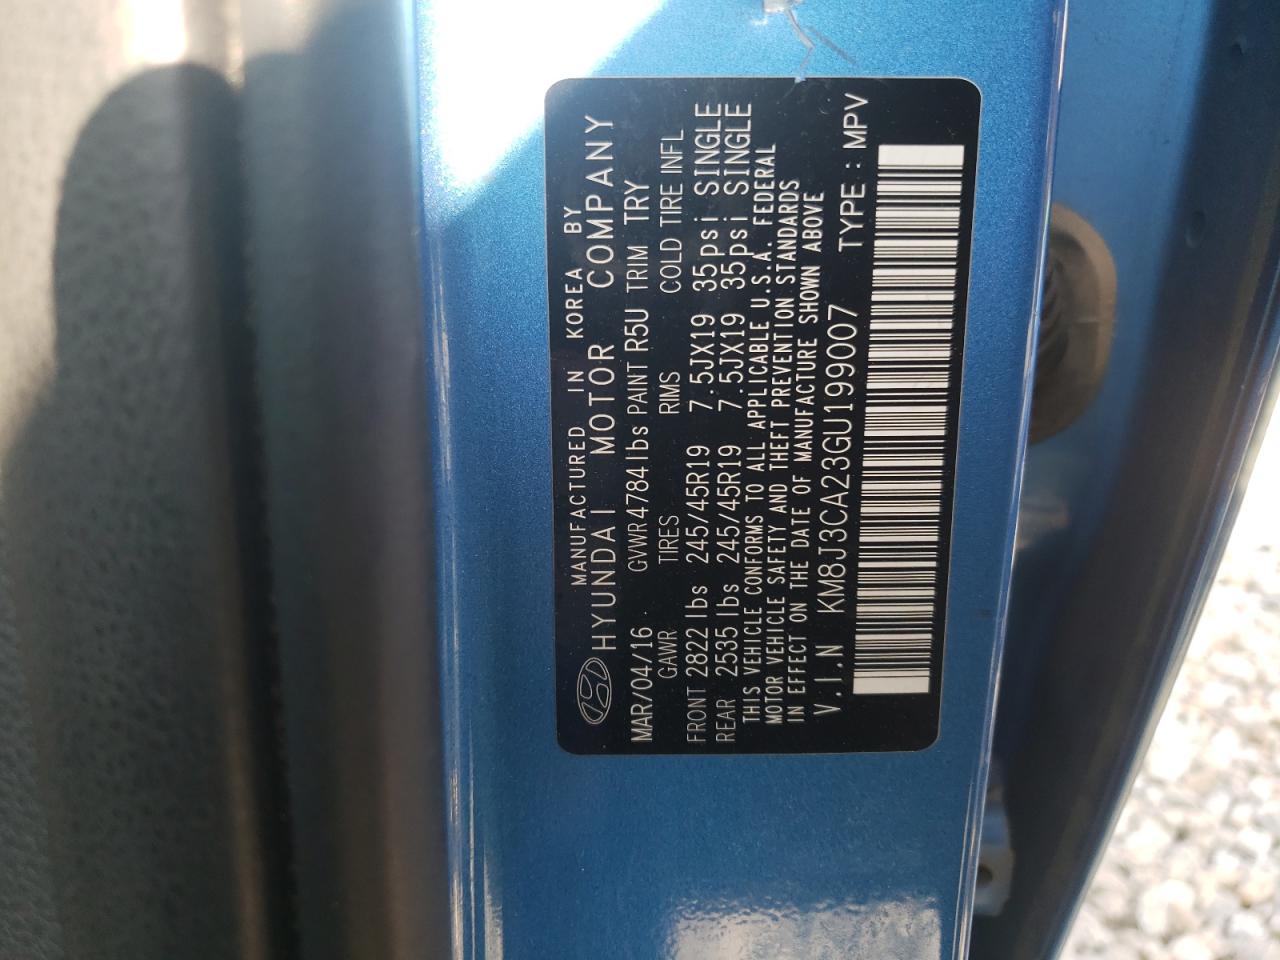 MANUFACTURED IN KOREA BY
HYUNDAI MOTOR COMPANY
MAR/04/16 GVWR 4784 lbs PAINT R5U TRIM TRY
GAWR TIRES RIMS COLD TIRE INFL
FRONT 2822 lbs 245/45R19 7.5JX19 35psi SINGLE
REAR 2535 lbs 245/45R19 7.5JX19 35psi SINGLE
THIS VEHICLE CONFORMS TO ALL APPLICABLE U.S.A. FEDERAL
MOTOR VEHICLE SAFETY AND THEFT PREVENTION STANDARDS
IN EFFECT ON THE DATE OF MANUFACTURE SHOWN ABOVE
V.I.N KM8J3CA23GU199007 TYPE : MPV